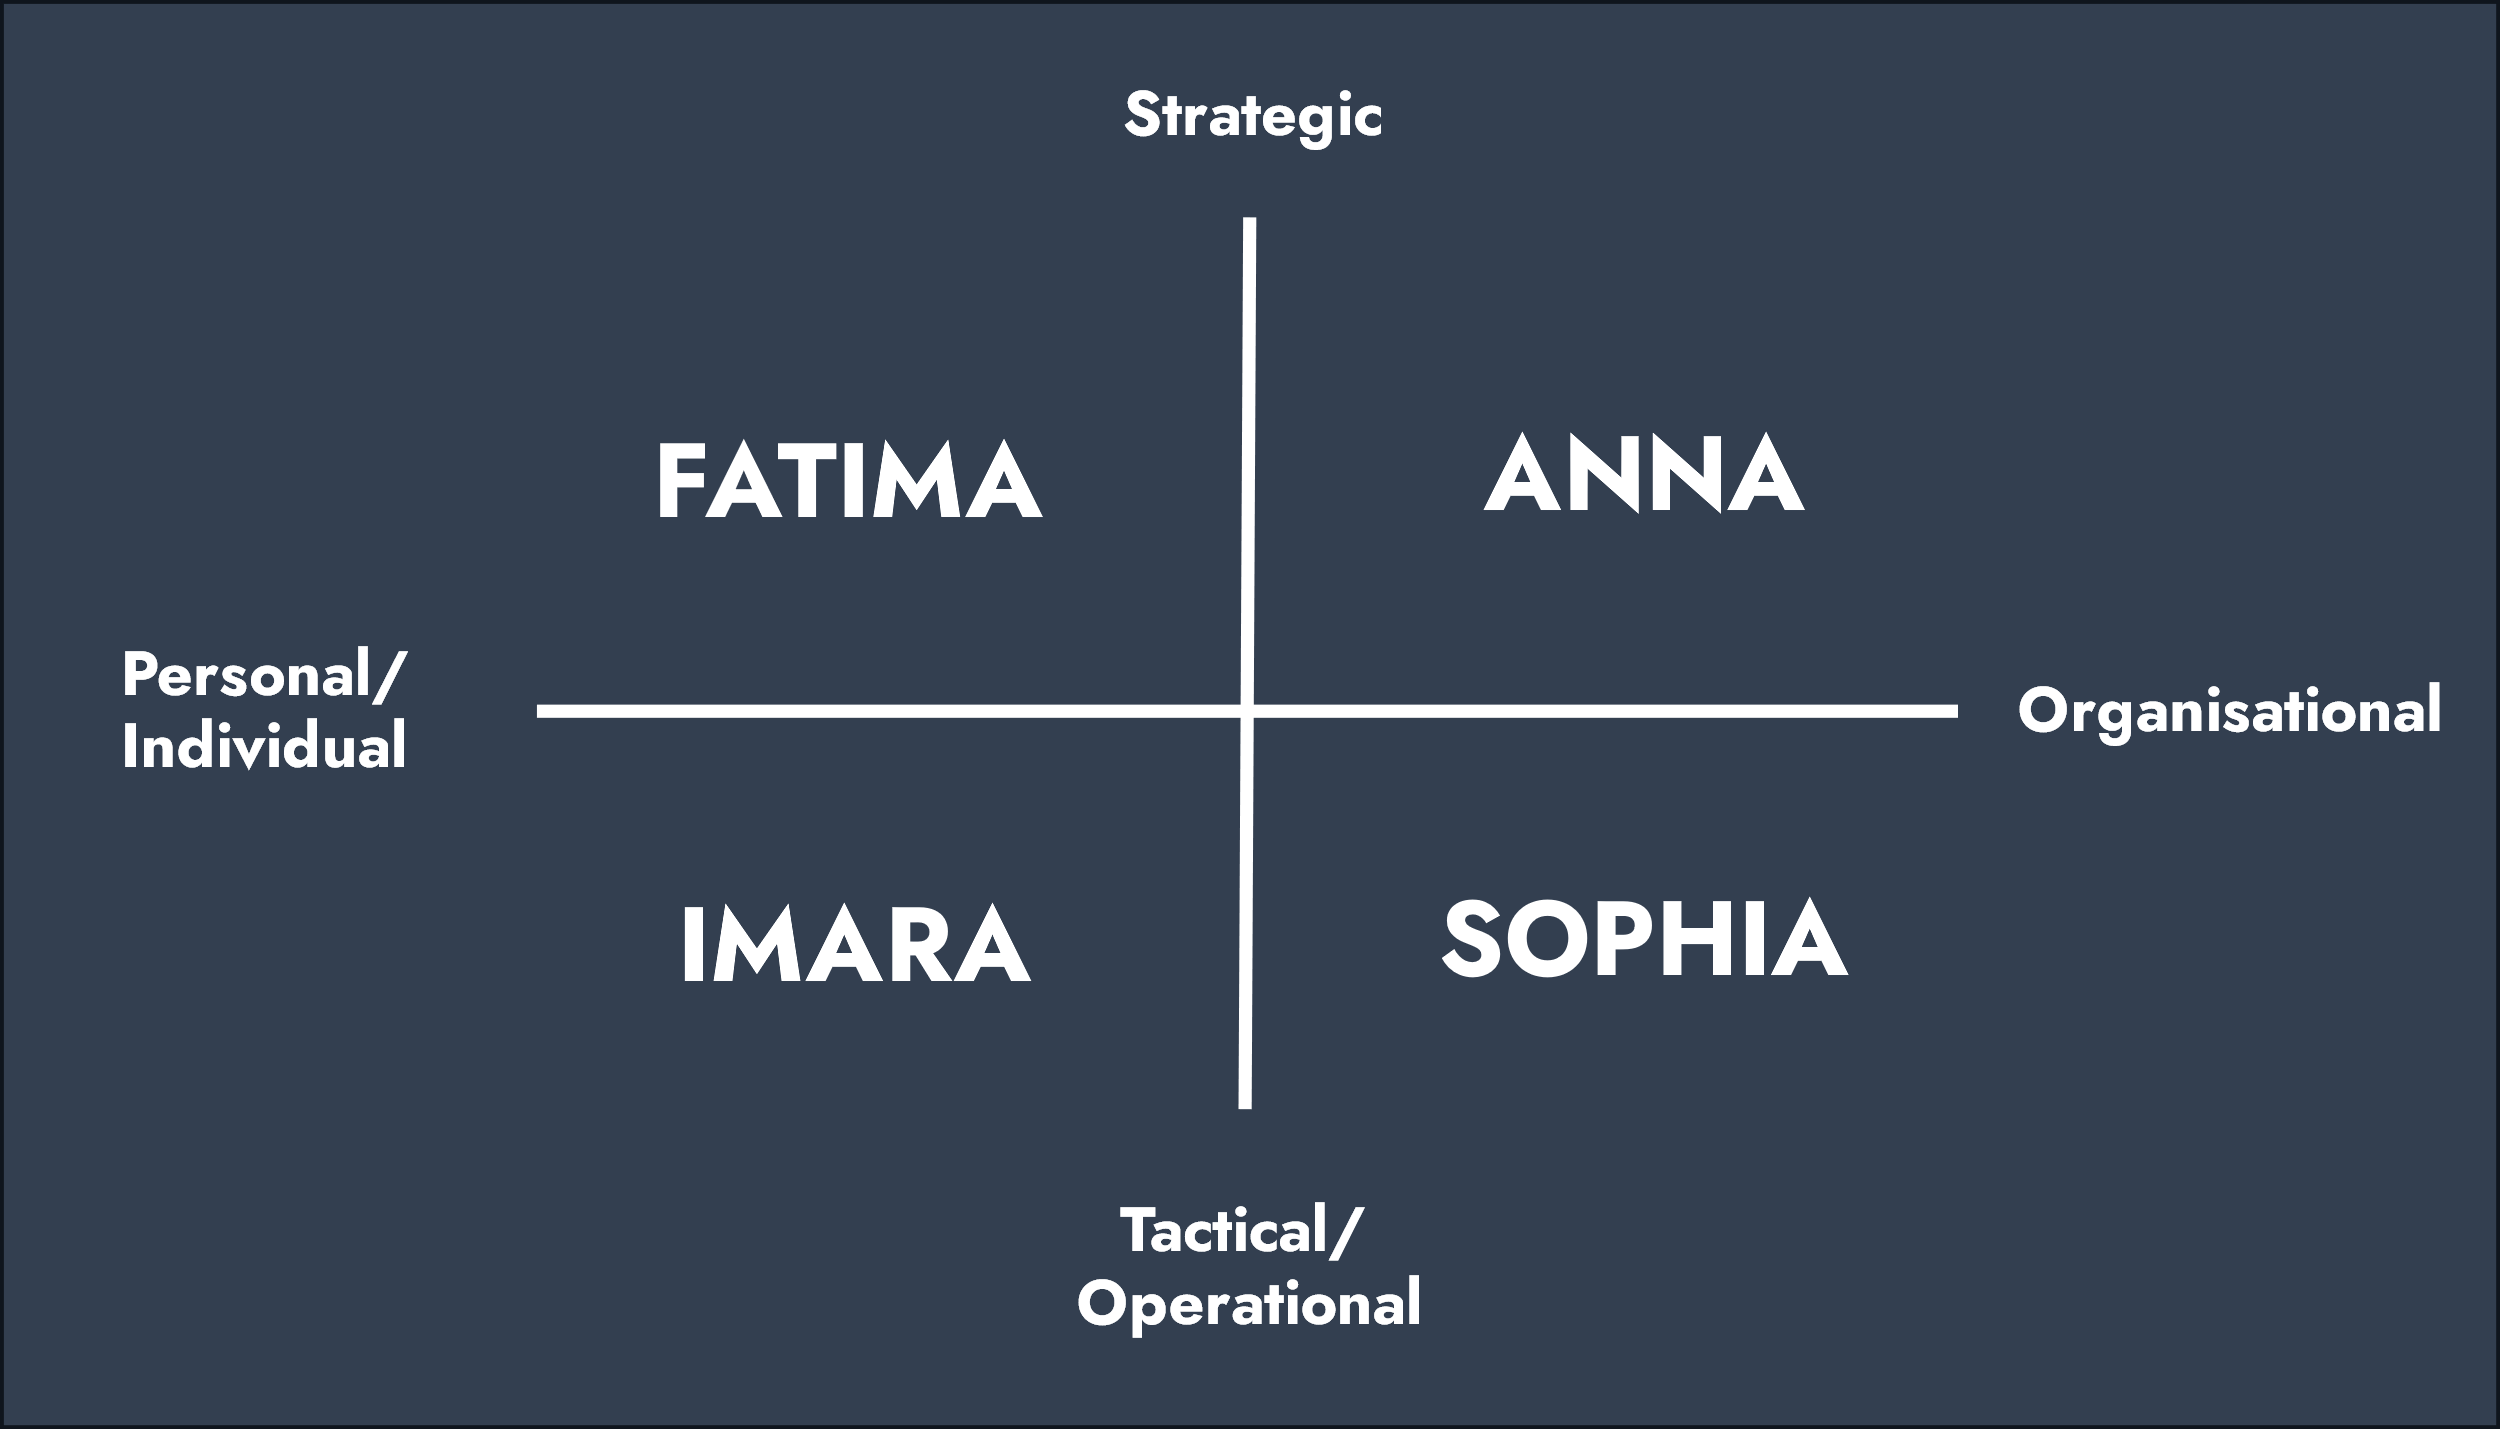 Strategic
FATIMA
ANNA
Personal/
Individual
Organisational
IMARA
SOPHIA
Tactical/
Operational